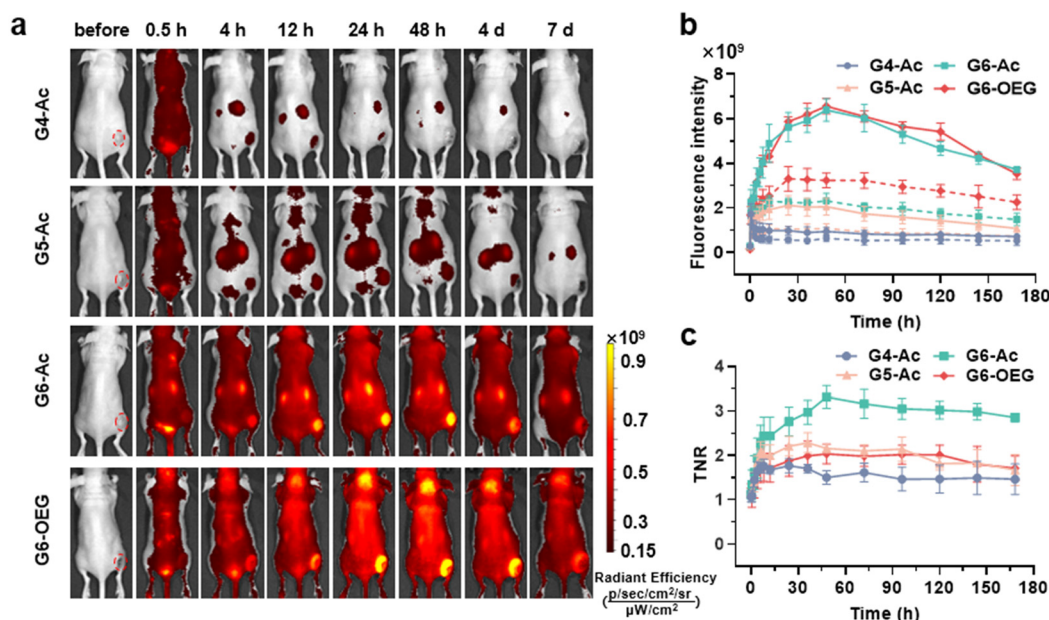 a
before 0.5 h 4 h 12 h 24 h 48 h 4 d 7 d
G4-Ac
G5-Ac
G6-Ac
G6-OEG
×10⁹
0.9
0.7
0.5
0.3
0.15
Radiant Efficiency
(p/sec/cm²/sr
μW/cm²)
b
×10⁹
G4-Ac G6-Ac
G5-Ac G6-OEG
Fluorescence intensity
8
6
4
2
0
0 30 60 90 120 150 180
Time (h)
c
G4-Ac G6-Ac
G5-Ac G6-OEG
TNR
4
3
2
1
0
0 30 60 90 120 150 180
Time (h)